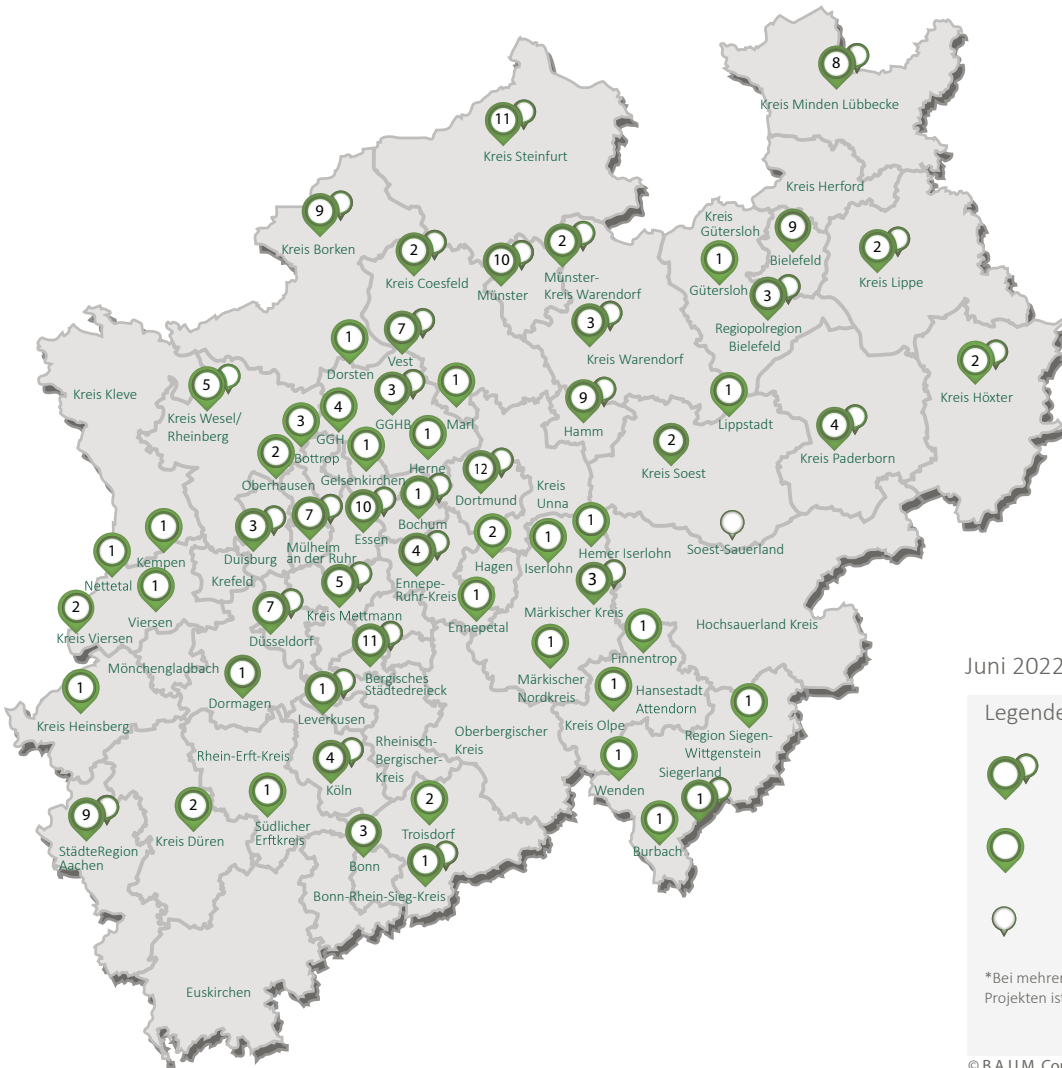 8
Kreis Minden Lübbecke
11
Kreis Steinfurt
Kreis Herford
9
Kreis Borken
2
Kreis Coesfeld
10
Münster
2
Münster-
Kreis Warendorf
Kreis
Gütersloh
1
Gütersloh
9
Bielefeld
2
Kreis Lippe
3
Regiopolregion
Bielefeld
3
Kreis Warendorf
1
Dorsten
7
Vest
Kreis Kleve
5
Kreis Wesel/
Rheinberg
3
GGHB
1
Marl
9
Hamm
1
Lippstadt
2
Kreis Höxter
4
GGH
3
Bottrop
1
Gelsenkirchen
1
Herne
2
Kreis Soest
4
Kreis Paderborn
2
Oberhausen
12
Dortmund
Kreis
Unna
1
Bochum
10
Essen
7
Mülheim
an der Ruhr
3
Duisburg
1
Kempen
1
Nettetal
Krefeld
1
Viersen
2
Kreis Viersen
4
Ennepe-
Ruhr-Kreis
2
Hagen
1
Iserlohn
1
Hemer Iserlohn
Soest-Sauerland
5
Kreis Mettmann
1
Ennepetal
3
Märkischer Kreis
7
Düsseldorf
11
Bergisches
Städtedreieck
1
Märkischer
Nordkreis
1
Finnentrop
Hochsauerland Kreis
Mönchengladbach
1
Dormagen
1
Leverkusen
1
Kreis Heinsberg
1
Hansestadt
Attendorn
Kreis Olpe
1
Region Siegen-
Wittgenstein
Oberbergischer
Kreis
Rheinisch-
Bergischer-
Kreis
Rhein-Erft-Kreis
4
Köln
1
Wenden
Siegerland
1
1
Burbach
9
StädteRegion
Aachen
2
Kreis Düren
1
Südlicher
Erftkreis
3
Bonn
2
Troisdorf
1
Bonn-Rhein-Sieg-Kreis
Euskirchen
Juni 2022
Legende
*Bei mehren
Projekten ist
© B.A.U.M. Con